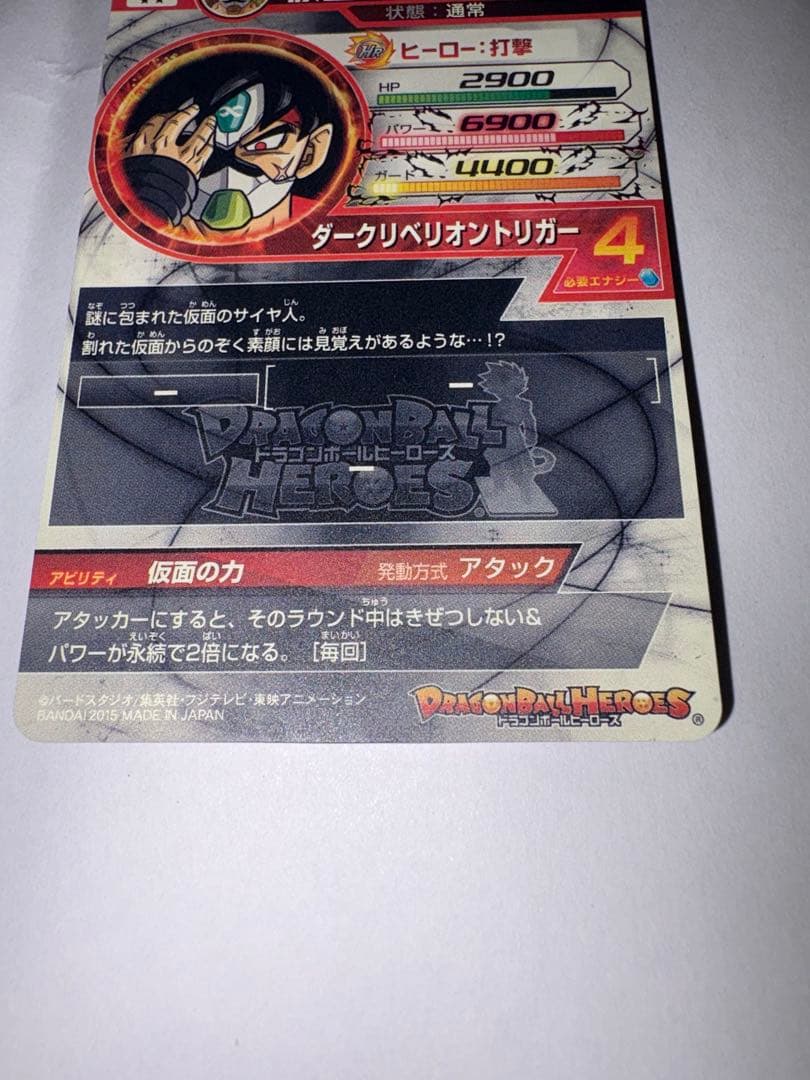 ★★
状態:通常
HR ヒーロー:打撃
HP 2900
パワー 6900
ガード 4400
ダークリベリオントリガー 4
必要エナジー
謎に包まれた仮面のサイヤ人。
割れた仮面からのぞく素顔には見覚えがあるような…!?
ー
ー
DRAGONBALL
ドラゴンボールヒーローズ
ー
HEROES
アビリティ 仮面の力 発動方式 アタック
アタッカーにすると、そのラウンド中はきぜつしない&
パワーが永続で2倍になる。[毎回]
©バードスタジオ/集英社・フジテレビ・東映アニメーション
BANDAI 2015 MADE IN JAPAN
DRAGONBALL HEROES
ドラゴンボールヒーローズ ®